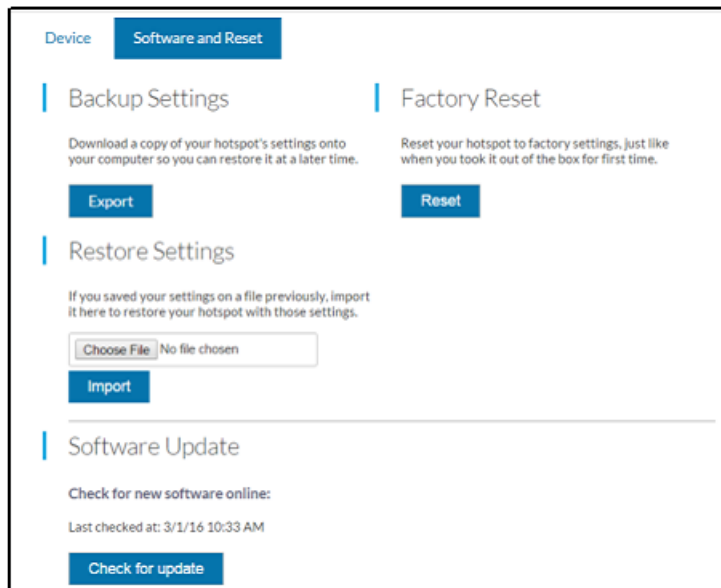 Device
Software and Reset
Backup Settings
Download a copy of your hotspot's settings onto
your computer so you can restore it at a later time.
Export
Factory Reset
Reset your hotspot to factory settings, just like
when you took it out of the box for first time.
Reset
Restore Settings
If you saved your settings on a file previously, import
it here to restore your hotspot with those settings.
Choose File No file chosen
Import
Software Update
Check for new software online:
Last checked at: 3/1/16 10:33 AM
Check for update